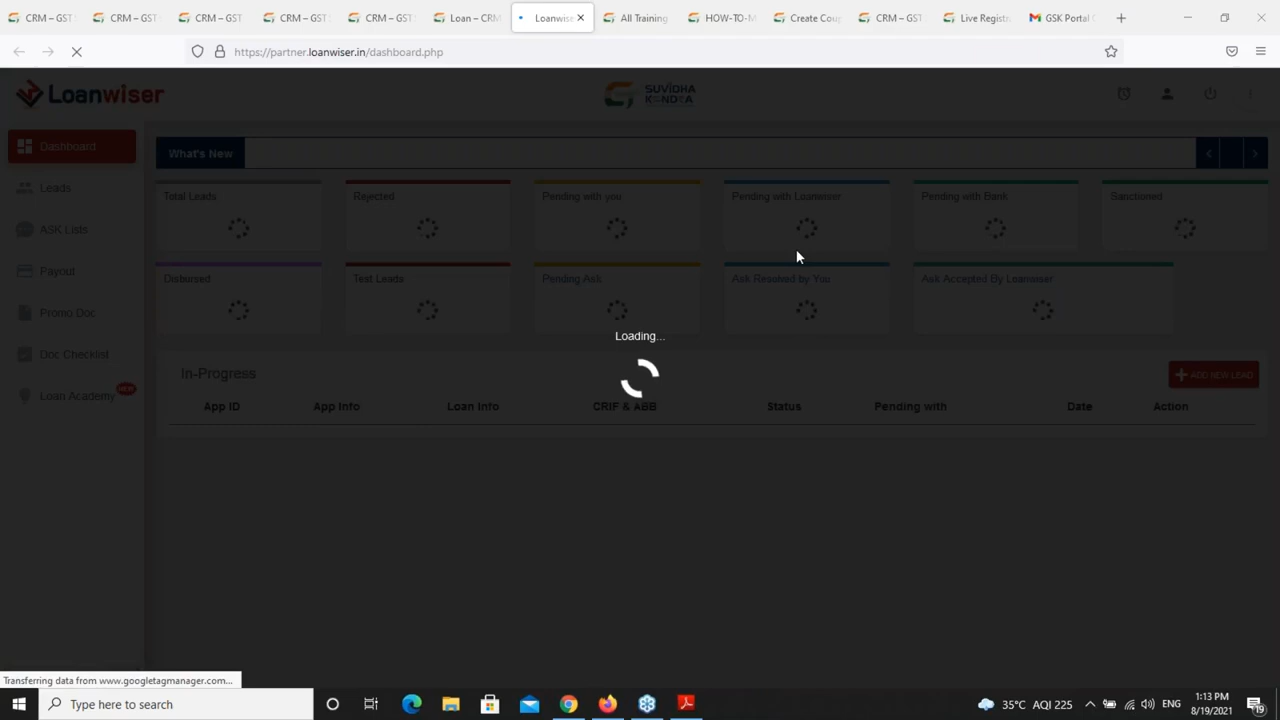 CRM – GST
CRM – GST
CRM – GST
CRM – GST
CRM – GST
Loan – CRM
Loanwise
All Training
HOW-TO-M
Create Coup
CRM – GST
Live Registr
GSK Portal
https://partner.loanwiser.in/dashboard.php
Loanwiser
SUVIDHA
KENDRA
Dashboard
What's New
< >
Leads
Total Leads
Rejected
Pending with you
Pending with Loanwiser
Pending with Bank
Sanctioned
ASK Lists
Payout
Disbursed
Test Leads
Pending Ask
Ask Resolved by You
Ask Accepted By Loanwiser
Promo Doc
Loading...
Doc Checklist
In-Progress
ADD NEW LEAD
Loan Academy
NEW
App ID
App Info
Loan Info
CRIF & ABB
Status
Pending with
Date
Action
Transferring data from www.googletagmanager.com...
Type here to search
35°C AQI 225
ENG
1:13 PM
8/19/2021
19